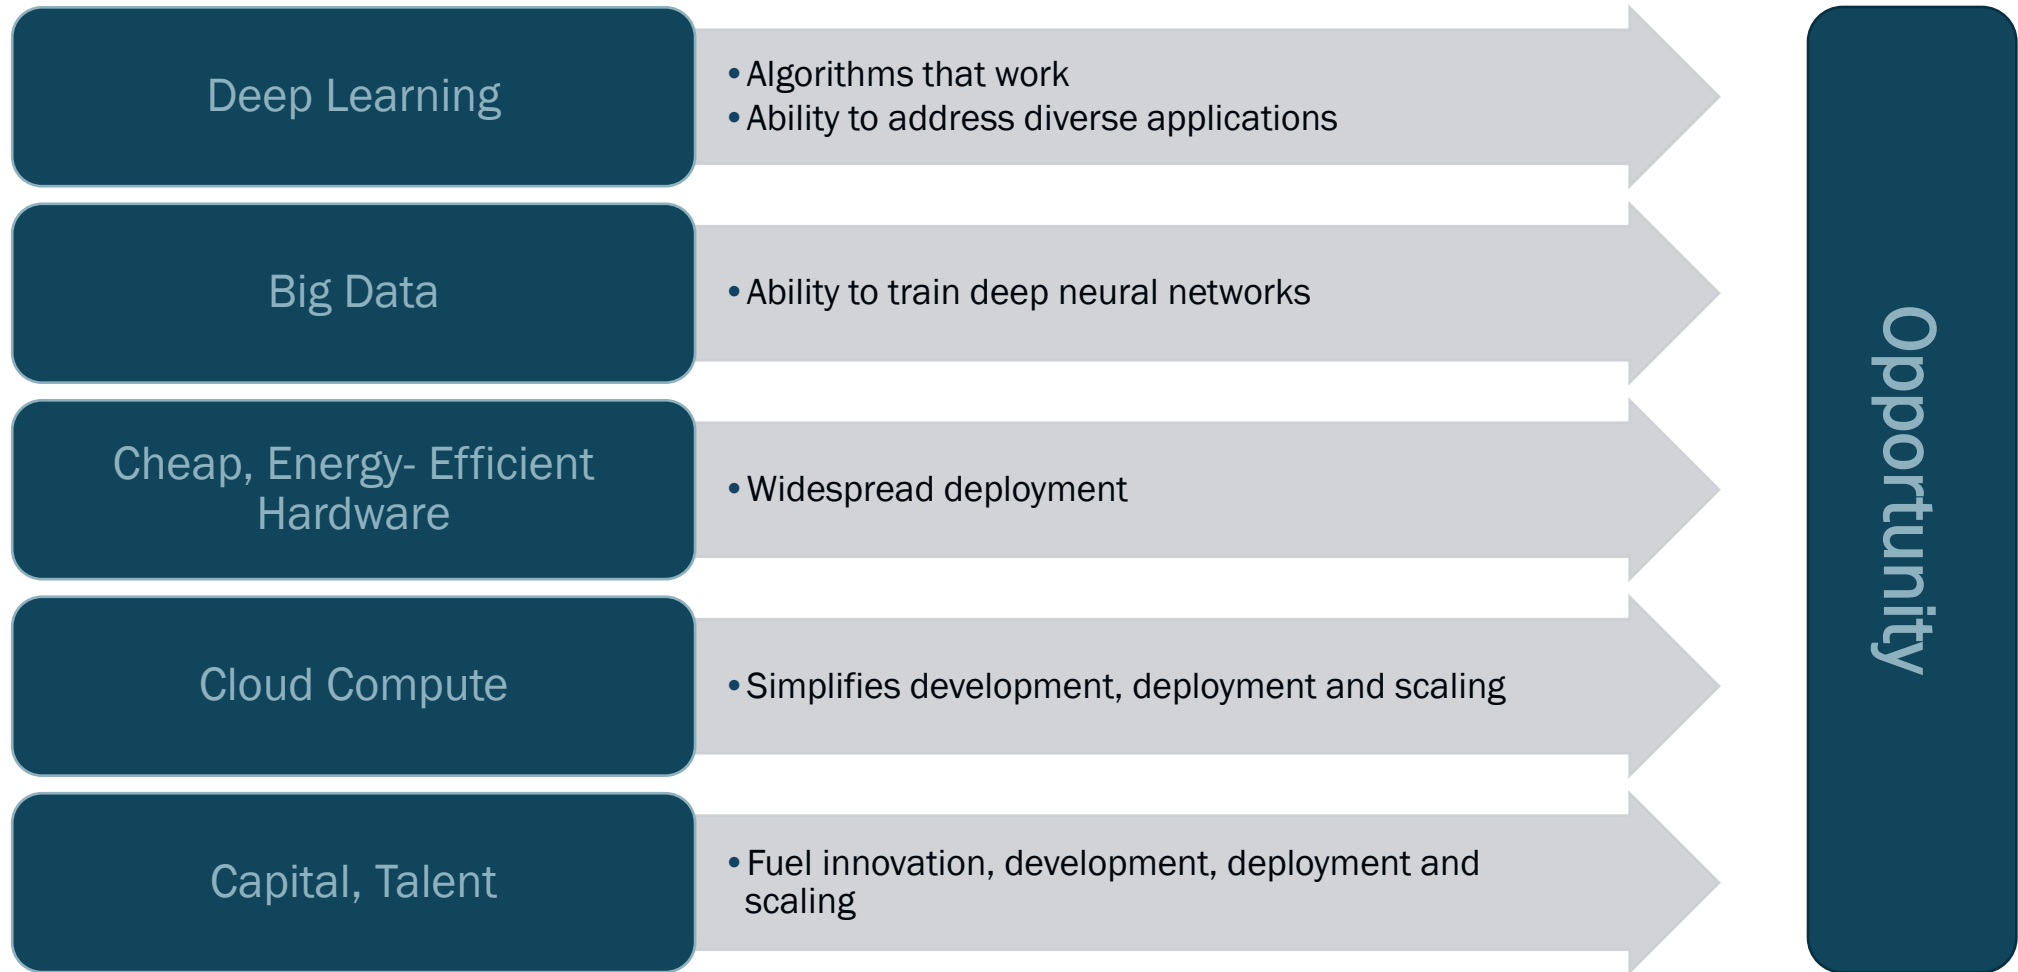 Deep Learning
•Algorithms that work
•Ability to address diverse applications
Big Data
•Ability to train deep neural networks
Cheap, Energy- Efficient
Hardware
•Widespread deployment
Cloud Compute
•Simplifies development, deployment and scaling
Capital, Talent
•Fuel innovation, development, deployment and
scaling
Opportunity